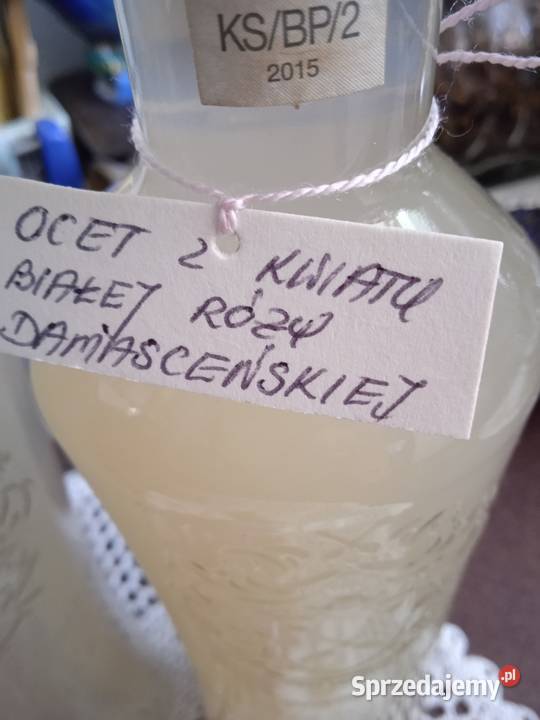 KS/BP/2
2015
OCET Z KWIATU
BIAŁEJ RÓŻY
DAMASCEŃSKIEJ
Sprzedajemy.pl